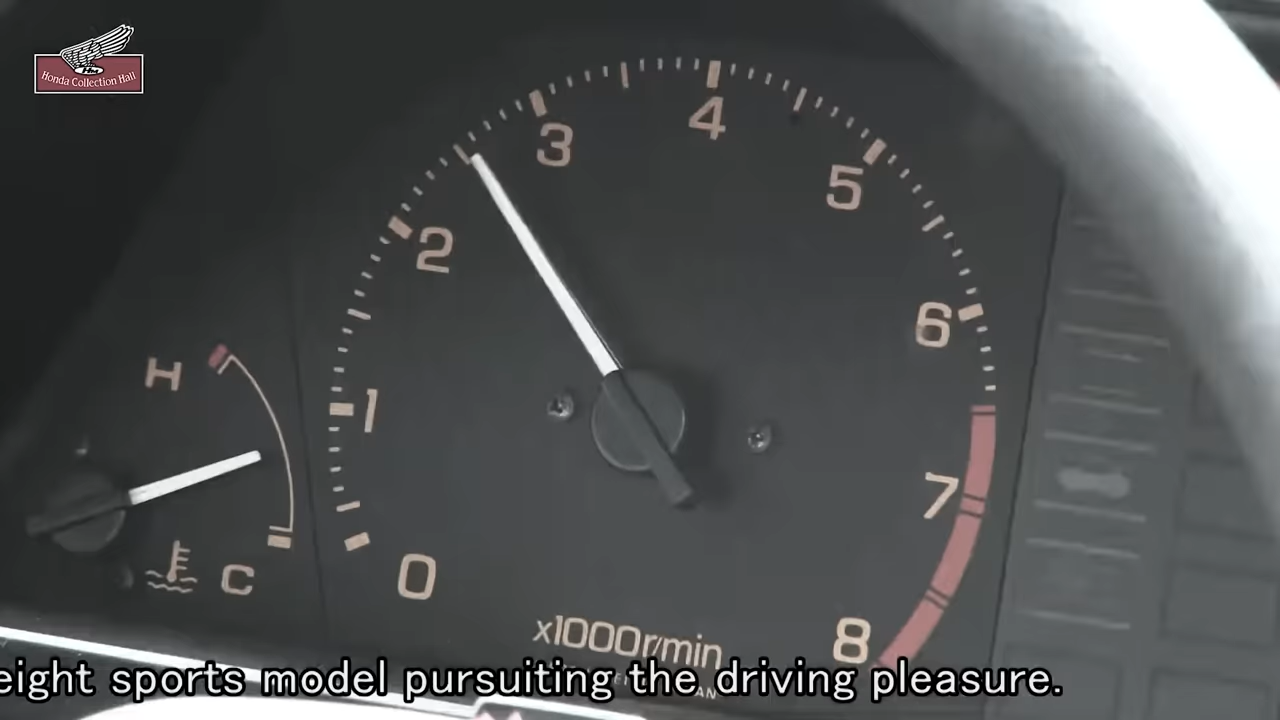 Honda Collection Hall
3
4
5
2
6
1
H
7
0
C
x1000r/min
8
eight sports model pursuiting the driving pleasure.